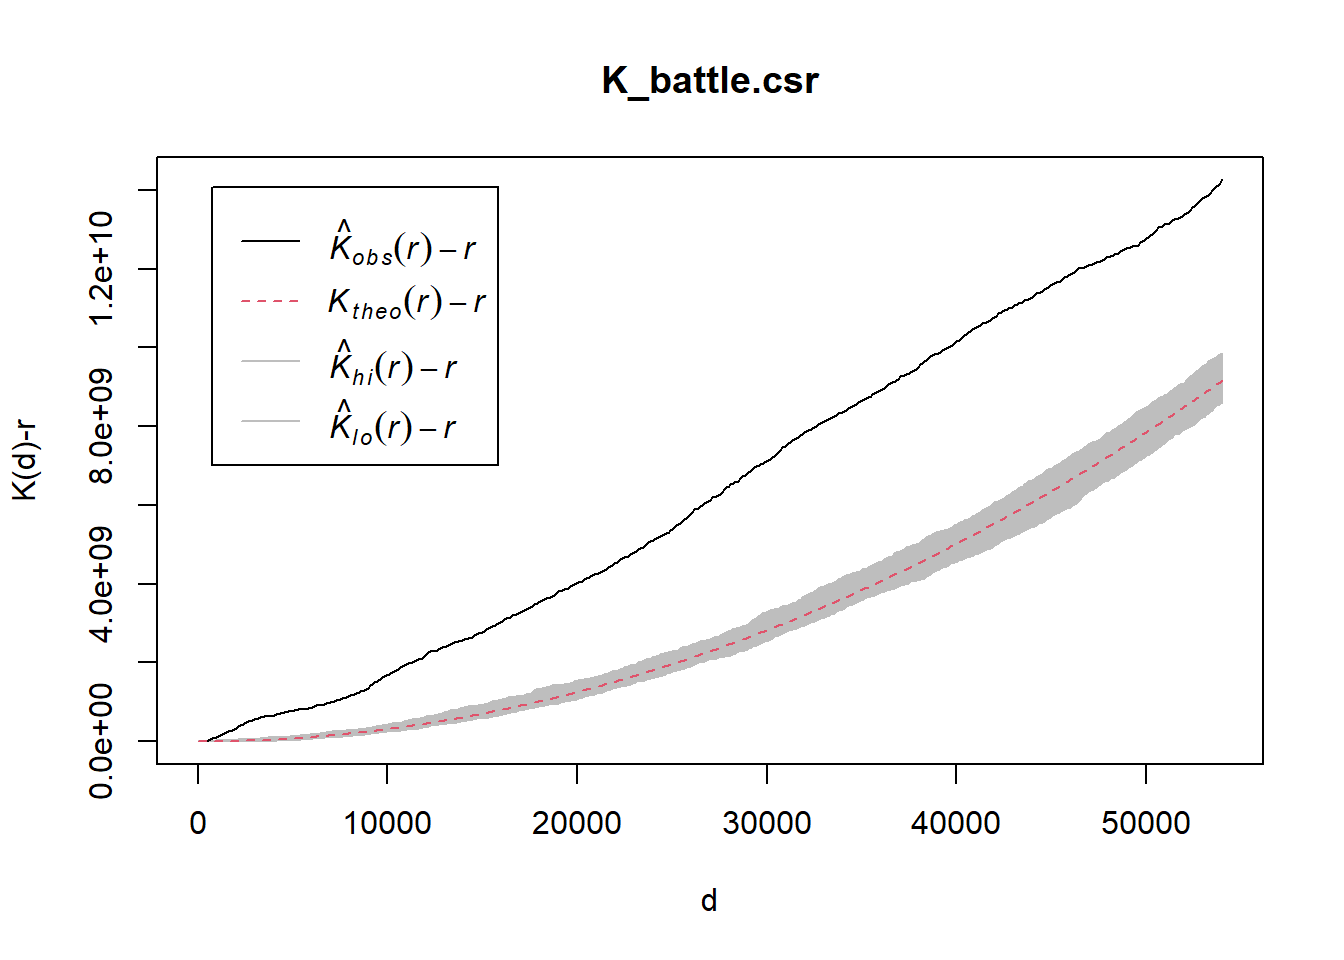 K_battle.csr
K̂obs(r) − r
Ktheo(r) − r
K̂hi(r) − r
K̂lo(r) − r
K(d)-r
0.0e+00 4.0e+09 8.0e+09 1.2e+10
0 10000 20000 30000 40000 50000
d